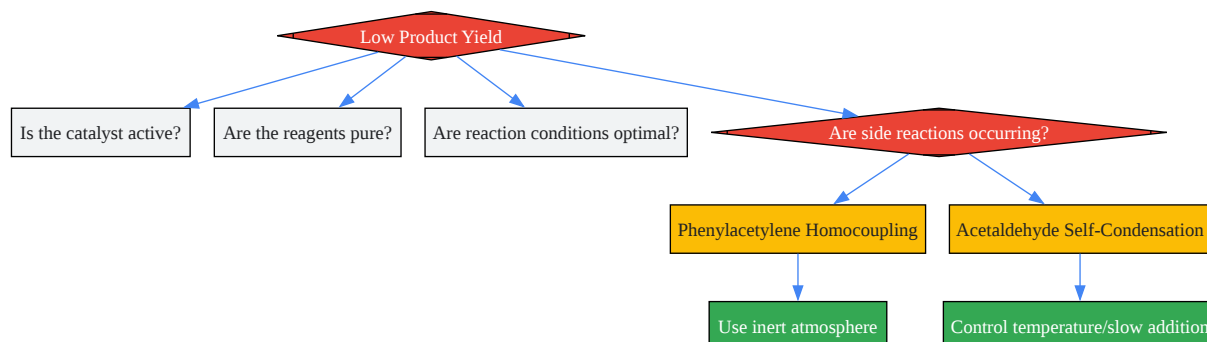 Low Product Yield
Is the catalyst active?
Are the reagents pure?
Are reaction conditions optimal?
Are side reactions occurring?
Phenylacetylene Homocoupling
Acetaldehyde Self-Condensation
Use inert atmosphere
Control temperature/slow addition